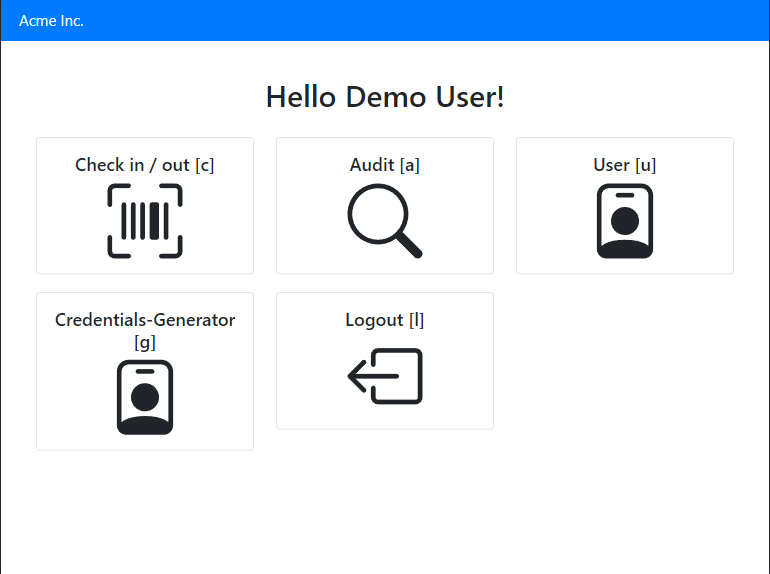 Acme Inc.
Hello Demo User!
Check in / out [c]
Audit [a]
User [u]
Credentials-Generator
[g]
Logout [l]